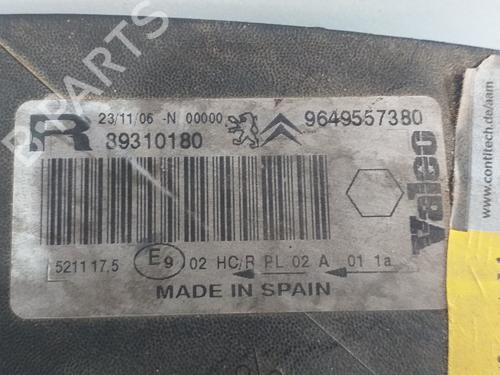 B-PARTS
23/11/06 -N 00000
9649557380
R
89310180
Valeo
5211 17,5 E9 02 HC/R PL 02 A 01 1a
MADE IN SPAIN
www.contitech.de/aam